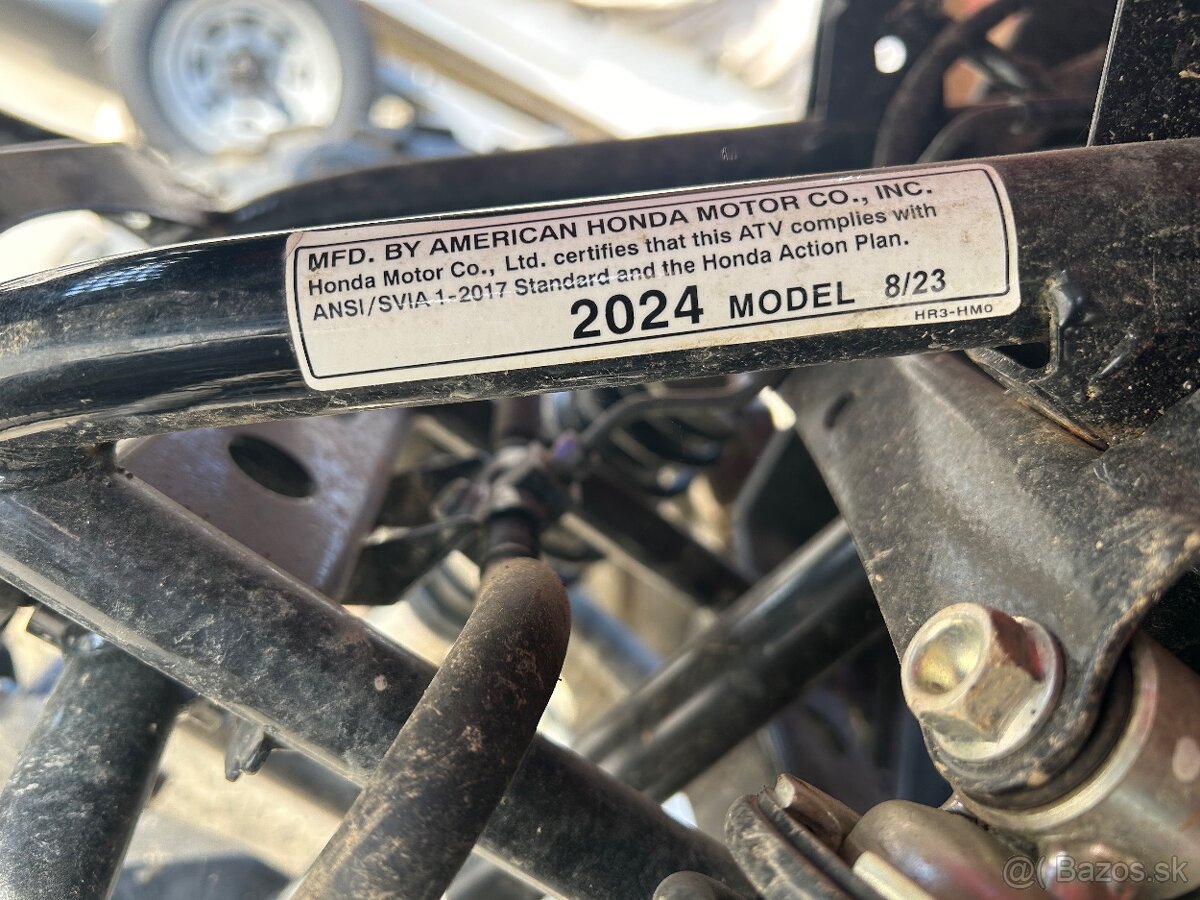 MFD. BY AMERICAN HONDA MOTOR CO., INC.
Honda Motor Co., Ltd. certifies that this ATV complies with
ANSI/SVIA 1-2017 Standard and the Honda Action Plan.
2024 MODEL 8/23
HR3-HM0
@( Bazos.sk